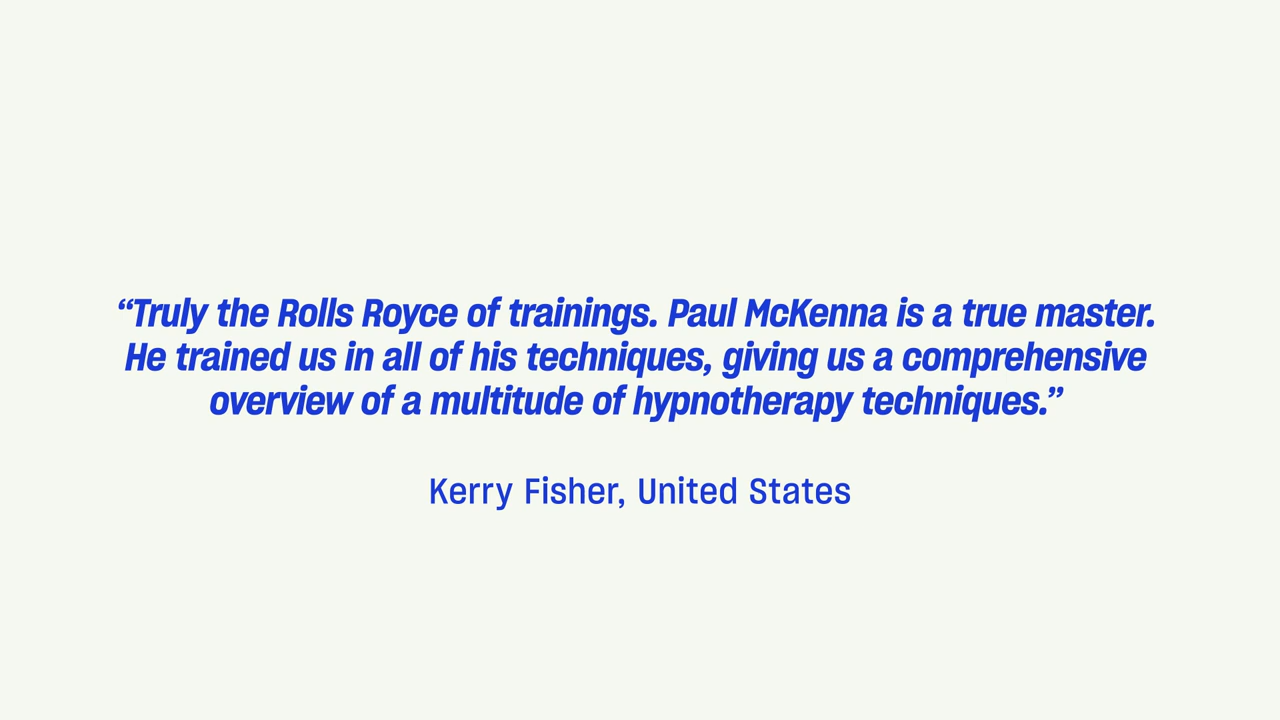 “Truly the Rolls Royce of trainings. Paul McKenna is a true master.
He trained us in all of his techniques, giving us a comprehensive
overview of a multitude of hypnotherapy techniques.”
Kerry Fisher, United States